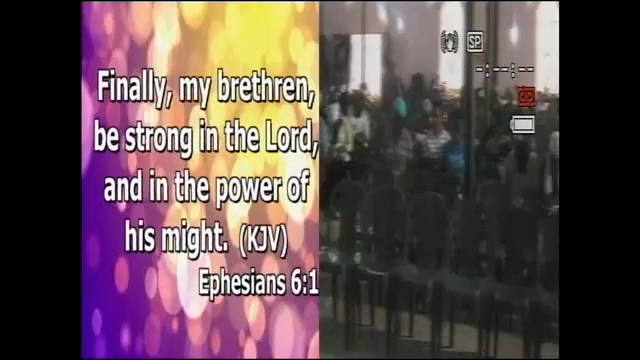 Finally, my brethren,
be strong in the Lord,
and in the power of
his might. (KJV)
Ephesians 6:1
SP
-:--:--